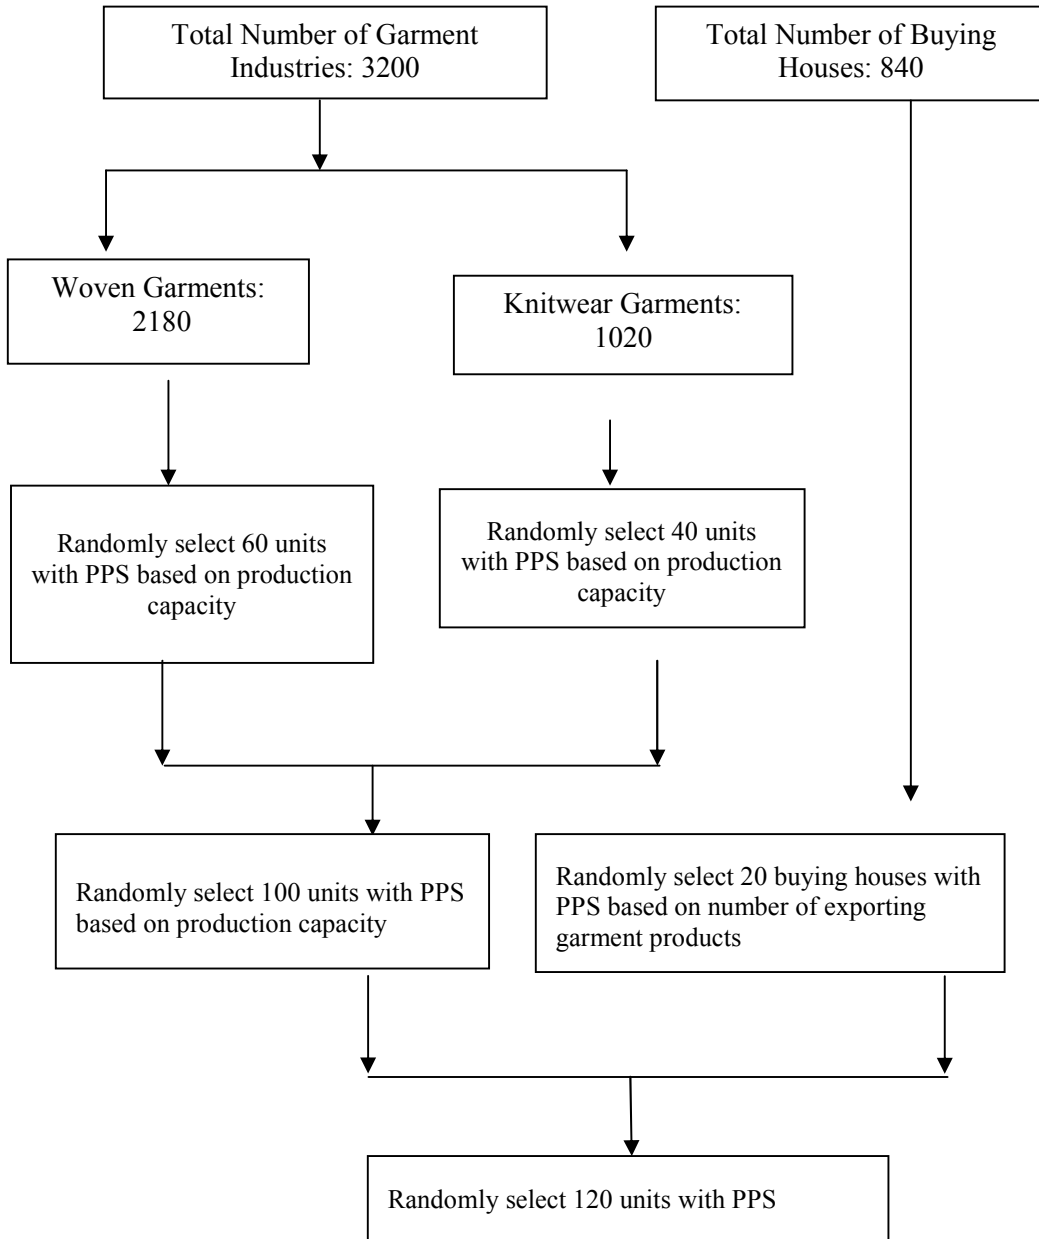 Total Number of Garment
Industries: 3200
Total Number of Buying
Houses: 840
Woven Garments:
2180
Knitwear Garments:
1020
Randomly select 60 units
with PPS based on production
capacity
Randomly select 40 units
with PPS based on production
capacity
Randomly select 100 units with PPS
based on production capacity
Randomly select 20 buying houses with
PPS based on number of exporting
garment products
Randomly select 120 units with PPS